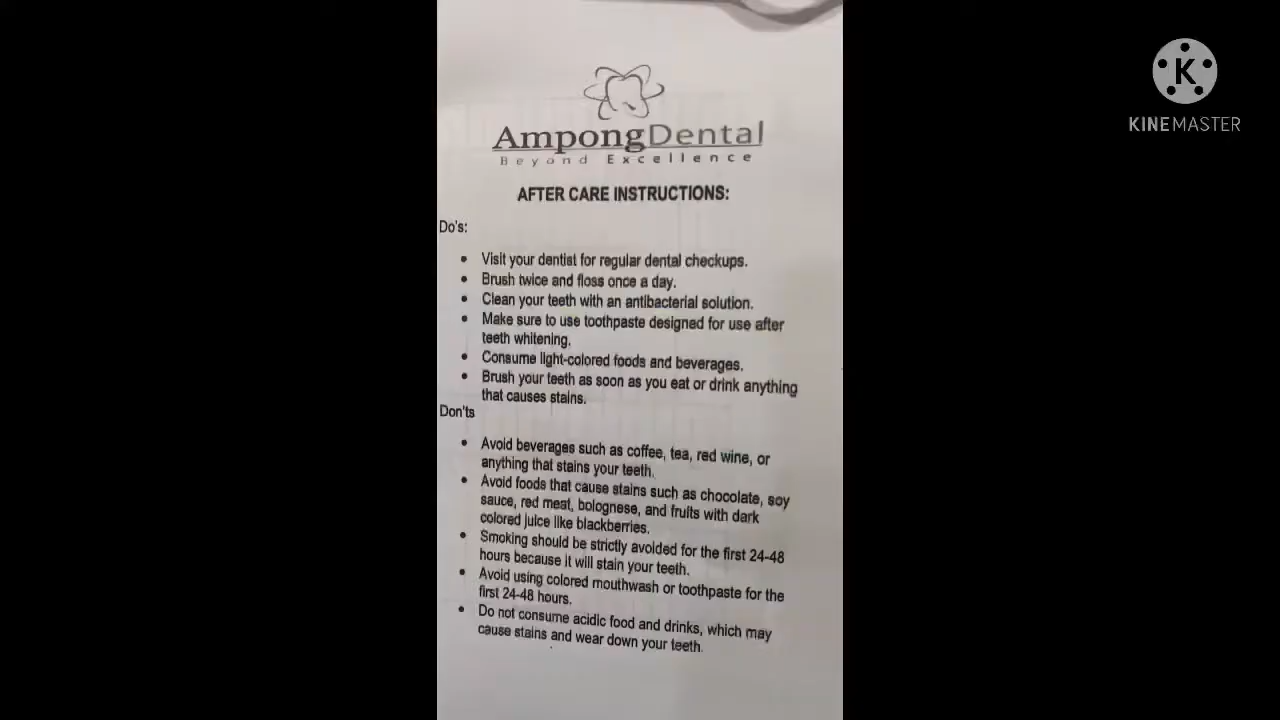 AmpongDental
Beyond Excellence
AFTER CARE INSTRUCTIONS:
Do's:
• Visit your dentist for regular dental checkups.
• Brush twice and floss once a day.
• Clean your teeth with an antibacterial solution.
• Make sure to use toothpaste designed for use after
teeth whitening.
• Consume light-colored foods and beverages.
• Brush your teeth as soon as you eat or drink anything
that causes stains.
Don'ts
• Avoid beverages such as coffee, tea, red wine, or
anything that stains your teeth.
• Avoid foods that cause stains such as chocolate, soy
sauce, red meat, bolognese, and fruits with dark
colored juice like blackberries.
• Smoking should be strictly avoided for the first 24-48
hours because it will stain your teeth.
• Avoid using colored mouthwash or toothpaste for the
first 24-48 hours.
• Do not consume acidic food and drinks, which may
cause stains and wear down your teeth.
K
KINEMASTER